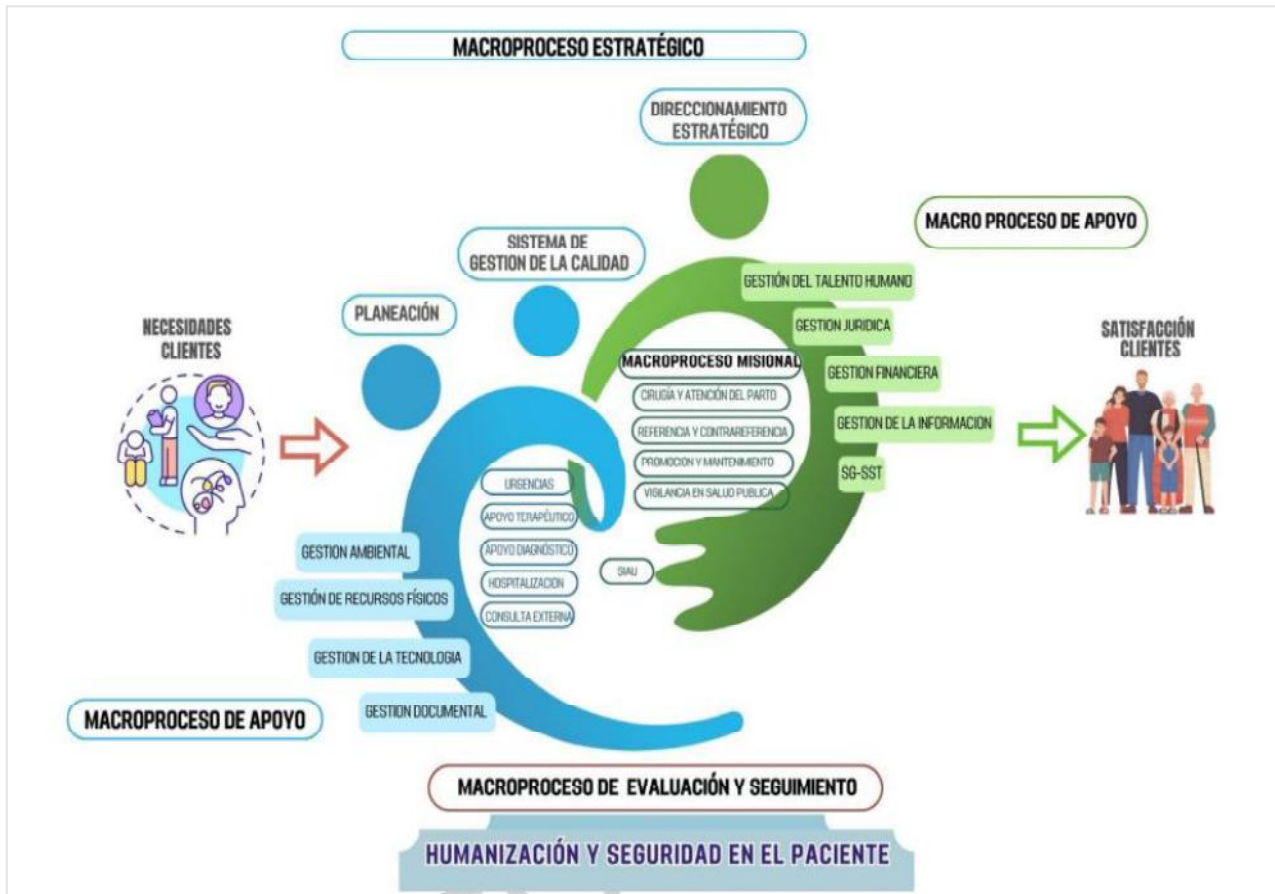 MACROPROCESO ESTRATÉGICO
DIRECCIONAMIENTO
ESTRATÉGICO
MACRO PROCESO DE APOYO
SISTEMA DE
GESTION DE LA CALIDAD
PLANEACIÓN
NECESIDADES
CLIENTES
GESTIÓN DEL TALENTO HUMANO
GESTION JURIDICA
GESTION FINANCIERA
GESTION DE LA INFORMACION
SG-SST
SATISFACCIÓN
CLIENTES
MACROPROCESO MISIONAL
CIRUGÍA Y ATENCIÓN DEL PARTO
REFERENCIA Y CONTRAREFERENCIA
PROMOCION Y MANTENIMIENTO
VIGILANCIA EN SALUD PUBLICA
URGENCIAS
APOYO TERAPÉUTICO
APOYO DIAGNÓSTICO
HOSPITALIZACION
CONSULTA EXTERNA
SIAU
GESTION AMBIENTAL
GESTIÓN DE RECURSOS FÍSICOS
GESTION DE LA TECNOLOGIA
GESTION DOCUMENTAL
MACROPROCESO DE APOYO
MACROPROCESO DE EVALUACIÓN Y SEGUIMIENTO
HUMANIZACIÓN Y SEGURIDAD EN EL PACIENTE